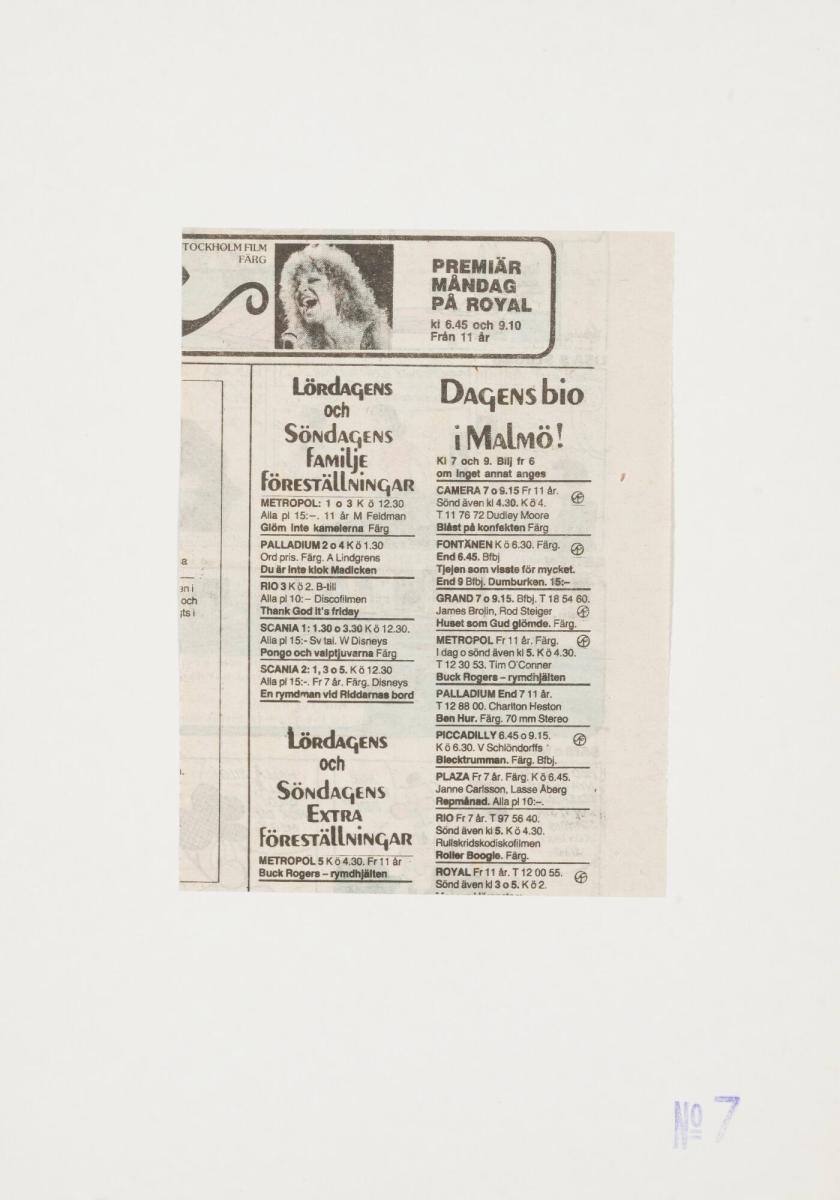 TOCKHOLM FILM
FÄRG
PREMIÄR
MÅNDAG
PÅ ROYAL
kl 6.45 och 9.10
Från 11 år
Lördagens
och
Söndagens
Familje
föreställningar
METROPOL: 1 o 3 K ö 12.30
Alla pl 15:–. 11 år M Feldman
Glöm inte kamelerna Färg
PALLADIUM 2 o 4 K ö 1.30
Ord pris. Färg. A Lindgrens
Du är inte klok Madicken
RIO 3 K ö 2. B-till
Alla pl 10:– Discofilmen
Thank God it's friday
SCANIA 1: 1.30 o 3.30 K ö 12.30.
Alla pl 15:- Sv tal. W Disneys
Pongo och valptjuvarna Färg
SCANIA 2: 1, 3 o 5. K ö 12.30
Alla pl 15:-. Fr 7 år. Färg. Disneys
En rymdman vid Riddarnas bord
Lördagens
och
Söndagens
Extra
föreställningar
METROPOL 5 K ö 4.30. Fr 11 år
Buck Rogers – rymdhjälten
Dagens bio
i Malmö!
Kl 7 och 9. Bilj fr 6
om inget annat anges
CAMERA 7 o 9.15 Fr 11 år.
Sönd även kl 4.30. K ö 4.
T 11 76 72 Dudley Moore
Blåst på konfekten Färg
FONTÄNEN K ö 6.30. Färg.
End 6.45. Bfbj
Tjejen som visste för mycket.
End 9 Bfbj. Dumburken. 15:–
GRAND 7 o 9.15. Bfbj. T 18 54 60.
James Brolin, Rod Steiger
Huset som Gud glömde. Färg.
METROPOL Fr 11 år. Färg.
I dag o sönd även kl 5. K ö 4.30.
T 12 30 53. Tim O'Conner
Buck Rogers – rymdhjälten
PALLADIUM End 7 11 år.
T 12 88 00. Charlton Heston
Ben Hur. Färg. 70 mm Stereo
PICCADILLY 6.45 o 9.15.
K ö 6.30. V Schlöndorffs
Blecktrumman. Färg. Bfbj.
PLAZA Fr 7 år. Färg. K ö 6.45.
Janne Carlsson, Lasse Åberg
Repmånad. Alla pl 10:–.
RIO Fr 7 år. T 97 56 40.
Sönd även kl 5. K ö 4.30.
Rullskridskodiskofilmen
Roller Boogie. Färg.
ROYAL Fr 11 år. T 12 00 55.
Sönd även kl 3 o 5. K ö 2.
a
en i
och
jts i
No 7